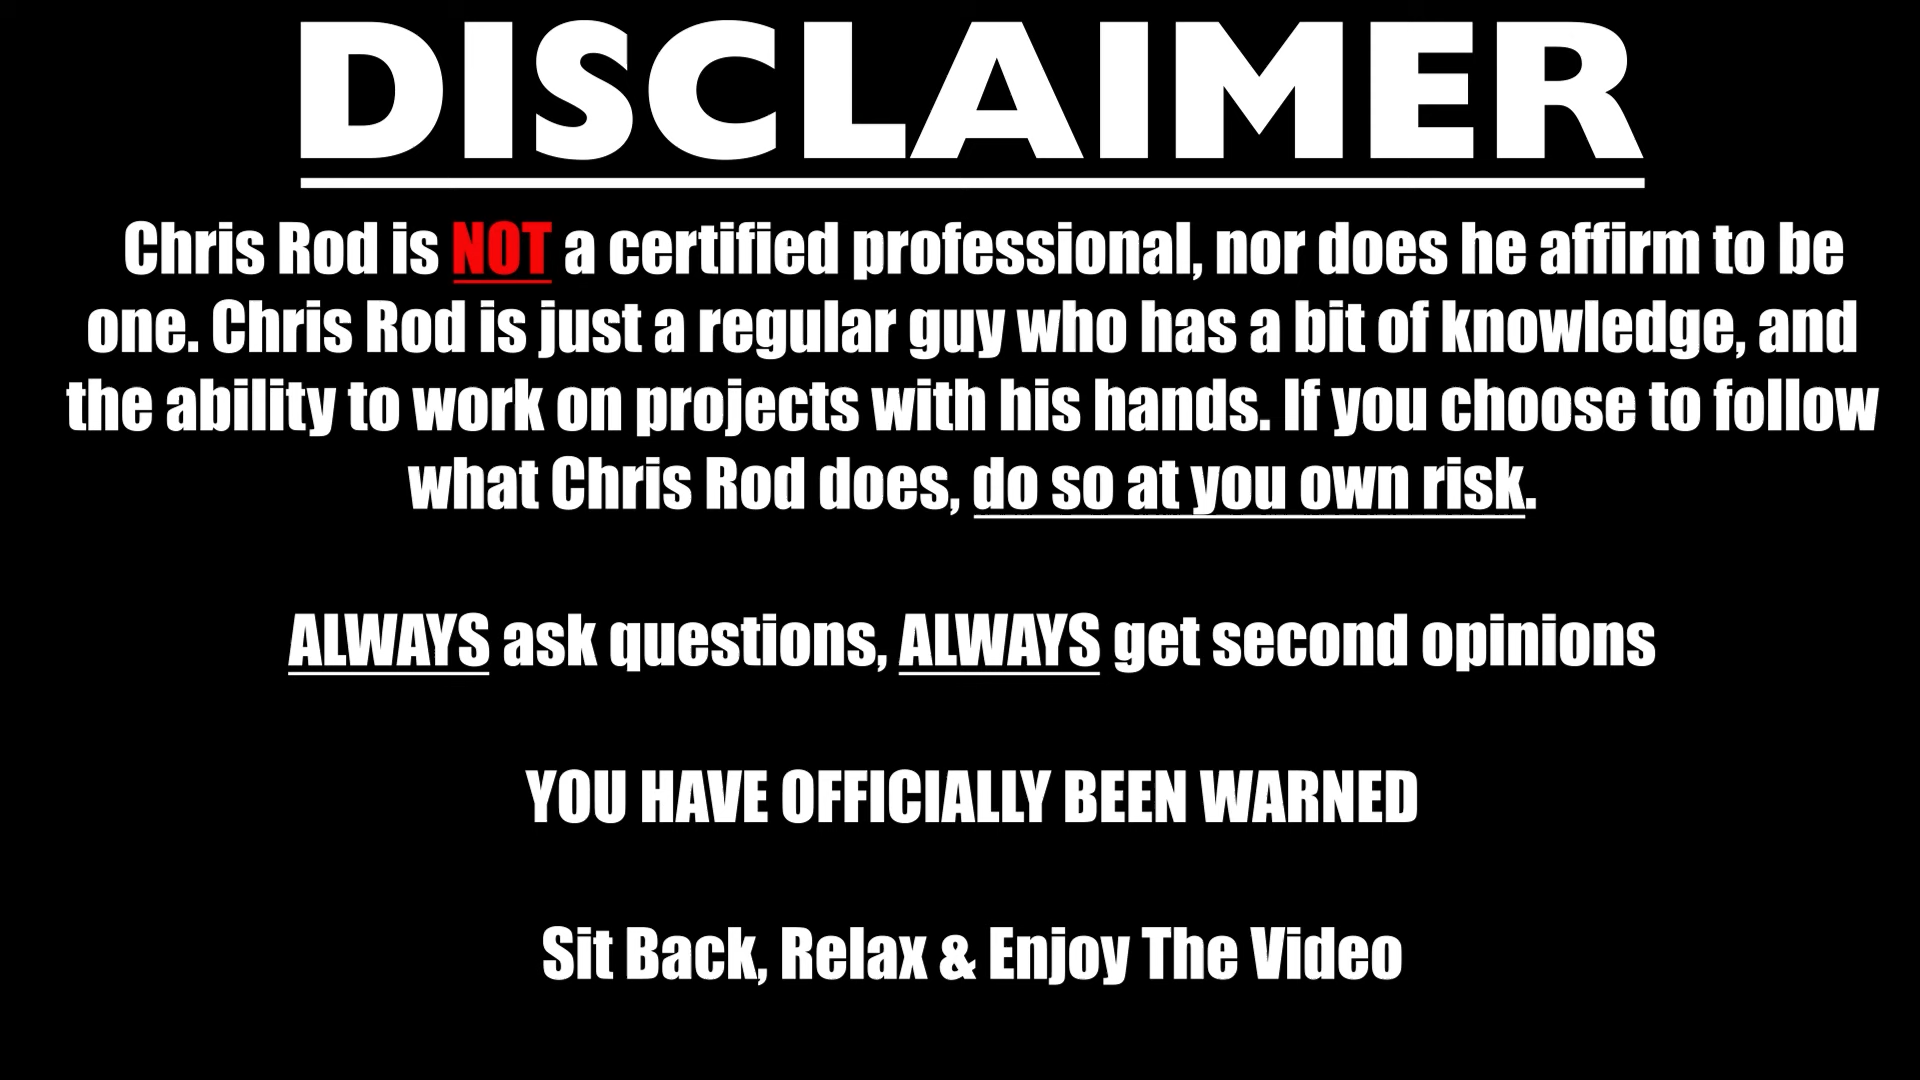 DISCLAIMER
Chris Rod is NOT a certified professional, nor does he affirm to be
one. Chris Rod is just a regular guy who has a bit of knowledge, and
the ability to work on projects with his hands. If you choose to follow
what Chris Rod does, do so at you own risk.
ALWAYS ask questions, ALWAYS get second opinions
YOU HAVE OFFICIALLY BEEN WARNED
Sit Back, Relax & Enjoy The Video